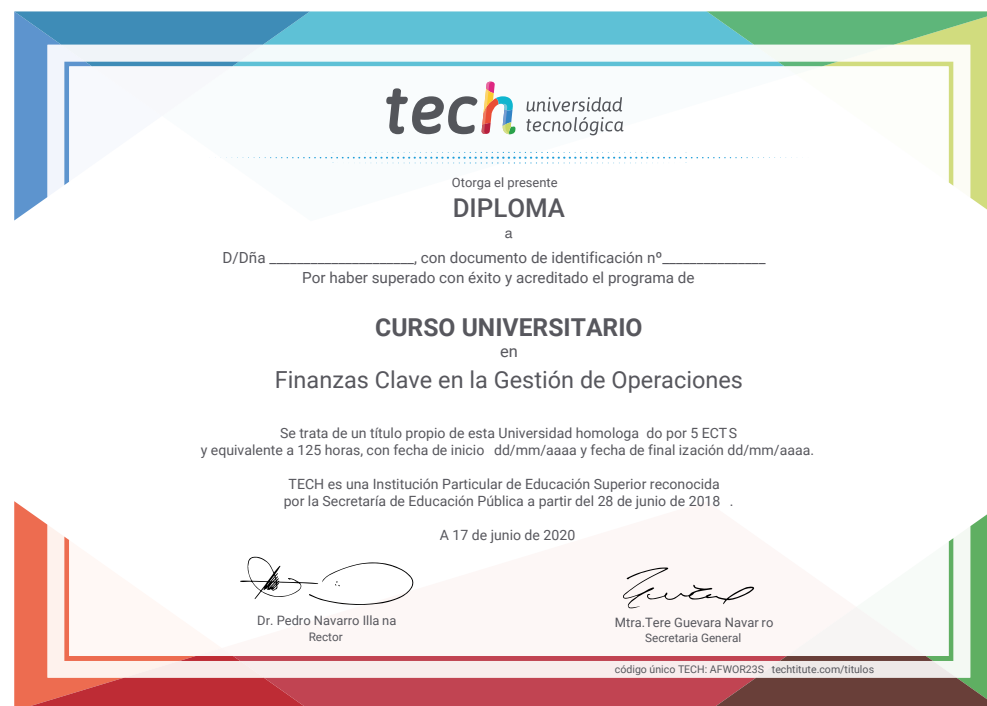 tech universidad
tecnológica
Otorga el presente
DIPLOMA
a
D/Dña ____________________, con documento de identificación nº______________
Por haber superado con éxito y acreditado el programa de
CURSO UNIVERSITARIO
en
Finanzas Clave en la Gestión de Operaciones
Se trata de un título propio de esta Universidad homologa do por 5 ECTS
y equivalente a 125 horas, con fecha de inicio dd/mm/aaaa y fecha de final ización dd/mm/aaaa.
TECH es una Institución Particular de Educación Superior reconocida
por la Secretaría de Educación Pública a partir del 28 de junio de 2018 .
A 17 de junio de 2020
Dr. Pedro Navarro Illa na
Rector
Mtra.Tere Guevara Navar ro
Secretaria General
código único TECH: AFWOR23S techtitute.com/titulos